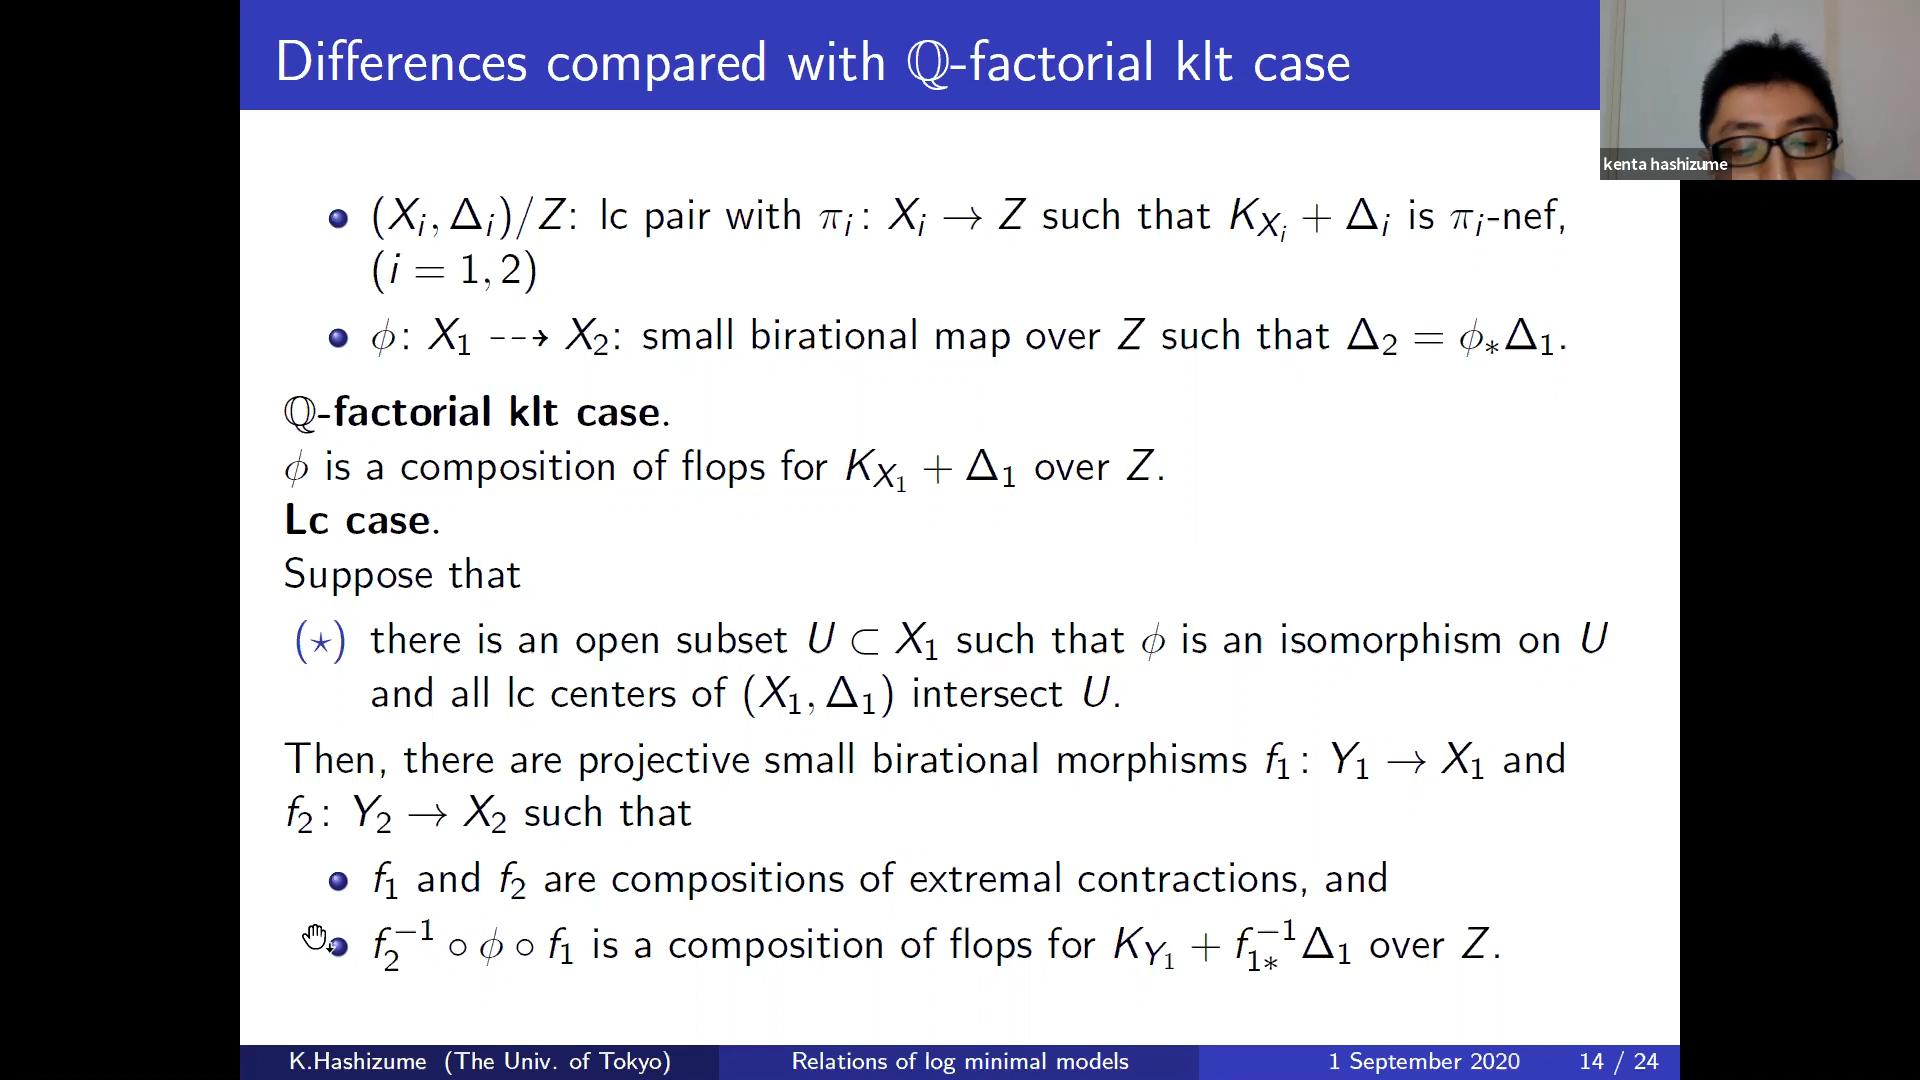 Differences compared with ℚ-factorial klt case
kenta hashizume
(X_i, Δ_i)/Z: lc pair with π_i: X_i → Z such that K_{X_i} + Δ_i is π_i-nef,
(i = 1, 2)
ϕ: X_1 ⇢ X_2: small birational map over Z such that Δ_2 = ϕ_*Δ_1.
ℚ-factorial klt case.
ϕ is a composition of flops for K_{X_1} + Δ_1 over Z.
Lc case.
Suppose that
(⋆) there is an open subset U ⊂ X_1 such that ϕ is an isomorphism on U
and all lc centers of (X_1, Δ_1) intersect U.
Then, there are projective small birational morphisms f_1: Y_1 → X_1 and
f_2: Y_2 → X_2 such that
f_1 and f_2 are compositions of extremal contractions, and
f_2^{-1} ∘ ϕ ∘ f_1 is a composition of flops for K_{Y_1} + f_{1*}^{-1}Δ_1 over Z.
K.Hashizume (The Univ. of Tokyo) Relations of log minimal models 1 September 2020 14 / 24